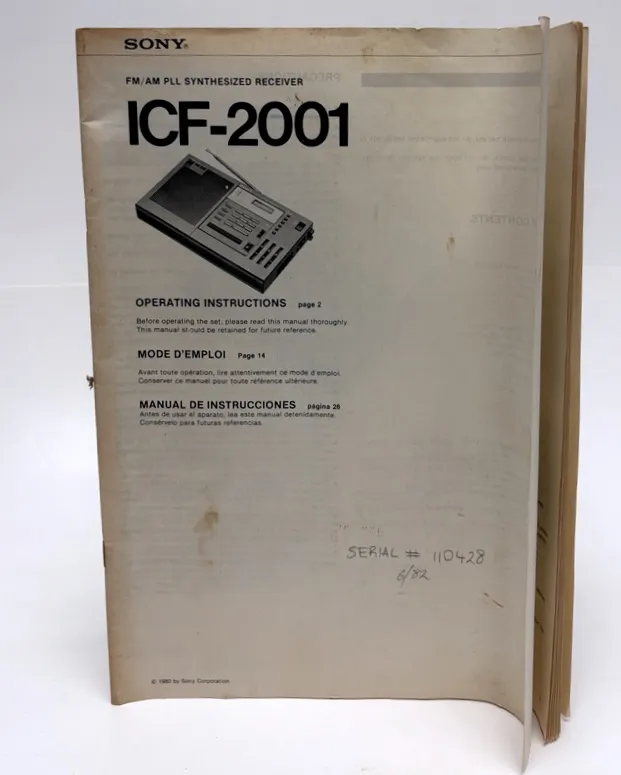 SONY®
FM/AM PLL SYNTHESIZED RECEIVER
ICF-2001
OPERATING INSTRUCTIONS page 2
Before operating the set, please read this manual thoroughly.
This manual should be retained for future reference.
MODE D'EMPLOI Page 14
Avant toute opération, lire attentivement ce mode d'emploi.
Conserver ce manuel pour toute référence ultérieure.
MANUAL DE INSTRUCCIONES página 26
Antes de usar el aparato, lea este manual detenidamente.
Consérvelo para futuras referencias.
SERIAL # 110428
6/82
© 1980 by Sony Corporation
PRECAUTIONS
CONTENTS